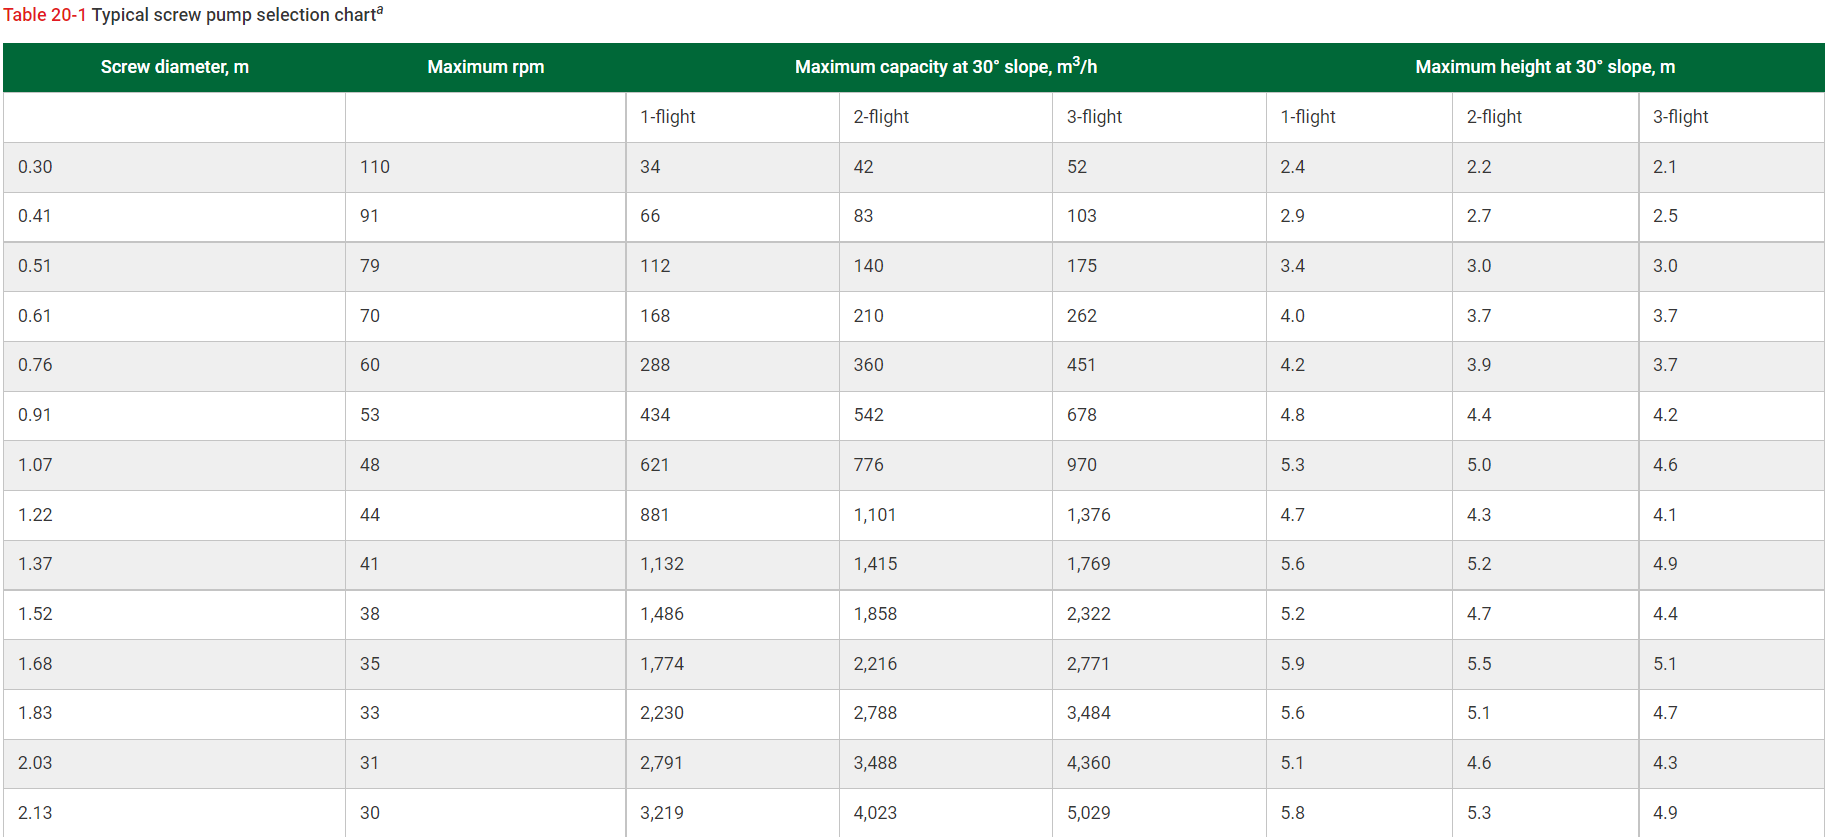 Table 20-1 Typical screw pump selection chartᵃ
Screw diameter, m Maximum rpm Maximum capacity at 30° slope, m³/h Maximum height at 30° slope, m
1-flight 2-flight 3-flight 1-flight 2-flight 3-flight
0.30 110 34 42 52 2.4 2.2 2.1
0.41 91 66 83 103 2.9 2.7 2.5
0.51 79 112 140 175 3.4 3.0 3.0
0.61 70 168 210 262 4.0 3.7 3.7
0.76 60 288 360 451 4.2 3.9 3.7
0.91 53 434 542 678 4.8 4.4 4.2
1.07 48 621 776 970 5.3 5.0 4.6
1.22 44 881 1,101 1,376 4.7 4.3 4.1
1.37 41 1,132 1,415 1,769 5.6 5.2 4.9
1.52 38 1,486 1,858 2,322 5.2 4.7 4.4
1.68 35 1,774 2,216 2,771 5.9 5.5 5.1
1.83 33 2,230 2,788 3,484 5.6 5.1 4.7
2.03 31 2,791 3,488 4,360 5.1 4.6 4.3
2.13 30 3,219 4,023 5,029 5.8 5.3 4.9